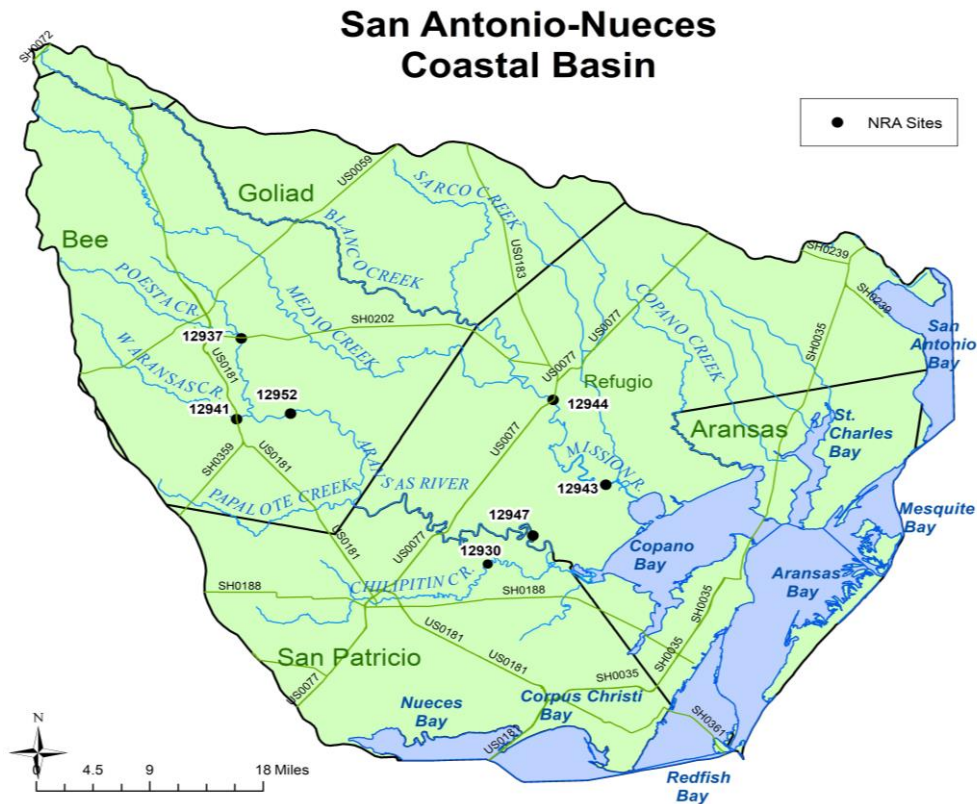 San Antonio-Nueces
Coastal Basin
NRA Sites
SH0072
US0059
Goliad
SARCO CREEK
BLANCO CREEK
US0183
Bee
SH0239
SH0239
POESTA CR.
MEDIO CREEK
COPANO CREEK
US0077
SH0035
San
Antonio
Bay
SH0202
12937
US0181
W ARANSAS CR.
US0077
Refugio
12952
12944
12941
Aransas
St.
Charles
Bay
US0077
SH0359
US0181
ARANSAS RIVER
MISSION R.
12943
PAPALOTE CREEK
12947
Mesquite
Bay
US0181
US0077
12930
Copano
Bay
Aransas
Bay
CHILIPITIN CR.
SH0188
SH0188
SH0035
US0181
San Patricio
US0181
SH0035
SH0035
US0077
Nueces
Bay
Corpus Christi
Bay
SH0361
US0181
Redfish
Bay
N
0 4.5 9 18 Miles